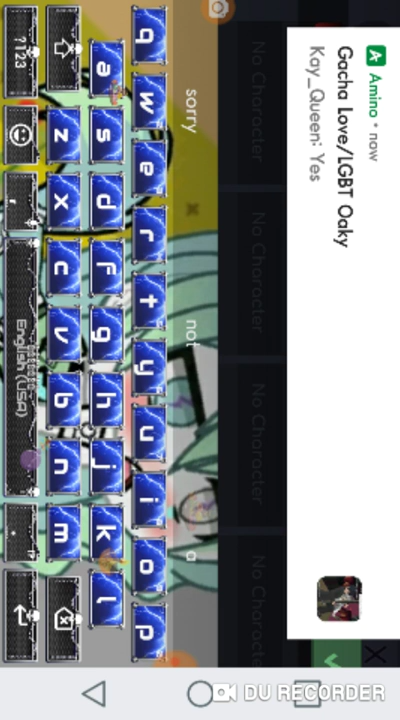 Amino • now
Gacha Love/LGBT Oaky
Kay_Queen: Yes
No Character
No Character
No Character
No Character
sorry
not
a
q w e r t y u i o p
a s d f g h j k l
z x c v b n m
?123
,
English (USA)
.
DU RECORDER